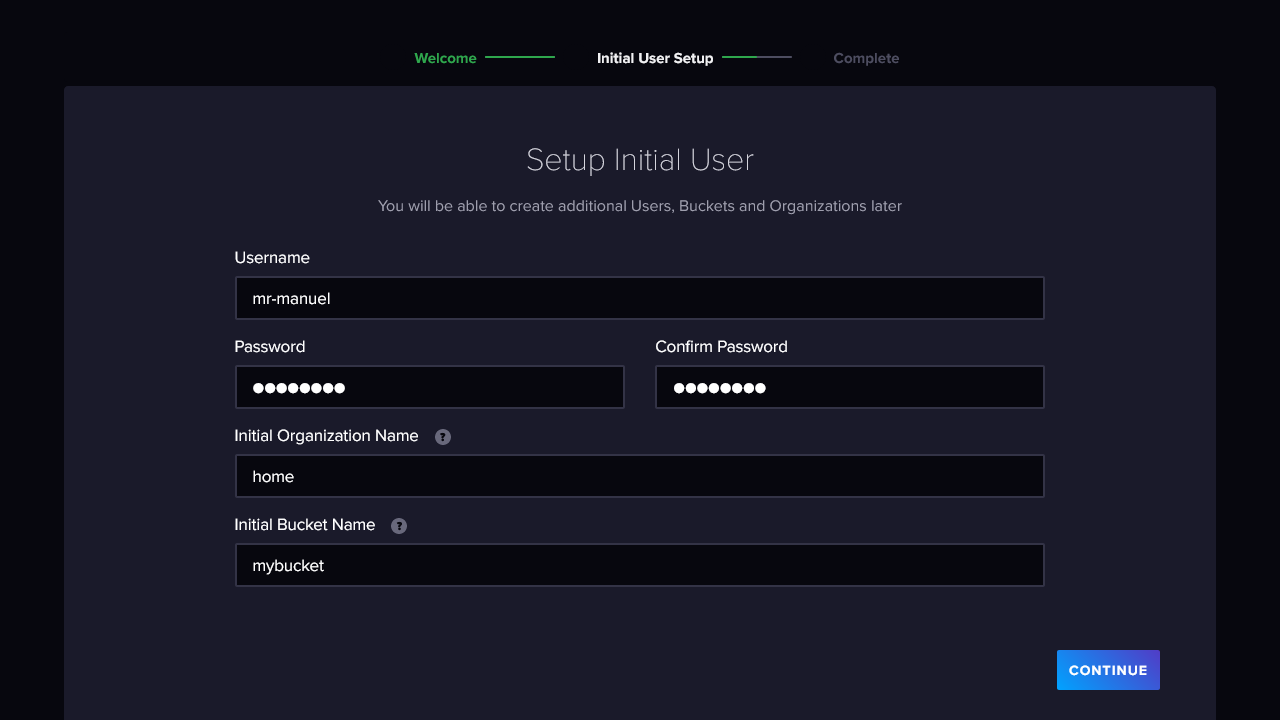 Welcome Initial User Setup Complete
Setup Initial User
You will be able to create additional Users, Buckets and Organizations later
Username
mr-manuel
Password Confirm Password
●●●●●●●● ●●●●●●●●
Initial Organization Name ?
home
Initial Bucket Name ?
mybucket
CONTINUE